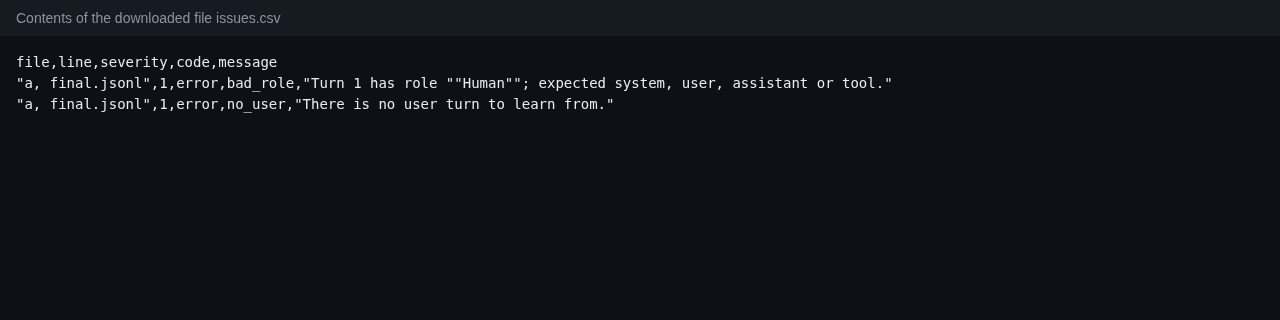 Contents of the downloaded file issues.csv
file,line,severity,code,message
"a, final.jsonl",1,error,bad_role,"Turn 1 has role ""Human""; expected system, user, assistant or tool."
"a, final.jsonl",1,error,no_user,"There is no user turn to learn from."